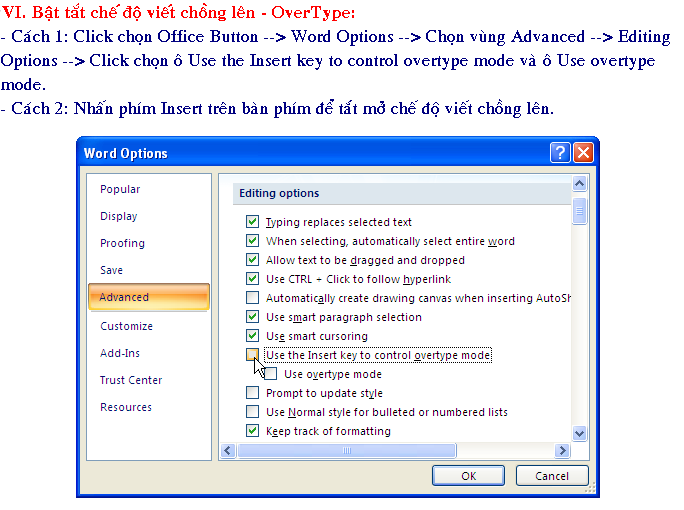 VI. Bật tắt chế độ viết chồng lên - OverType:
- Cách 1: Click chọn Office Button --> Word Options --> Chọn vùng Advanced --> Editing
Options --> Click chọn ô Use the Insert key to control overtype mode và ô Use overtype
mode.
- Cách 2: Nhấn phím Insert trên bàn phím để tắt mở chế độ viết chồng lên.
Word Options
Popular
Display
Proofing
Save
Advanced
Customize
Add-Ins
Trust Center
Resources
Editing options
Typing replaces selected text
When selecting, automatically select entire word
Allow text to be dragged and dropped
Use CTRL + Click to follow hyperlink
Automatically create drawing canvas when inserting AutoSh
Use smart paragraph selection
Use smart cursoring
Use the Insert key to control overtype mode
Use overtype mode
Prompt to update style
Use Normal style for bulleted or numbered lists
Keep track of formatting
OK
Cancel